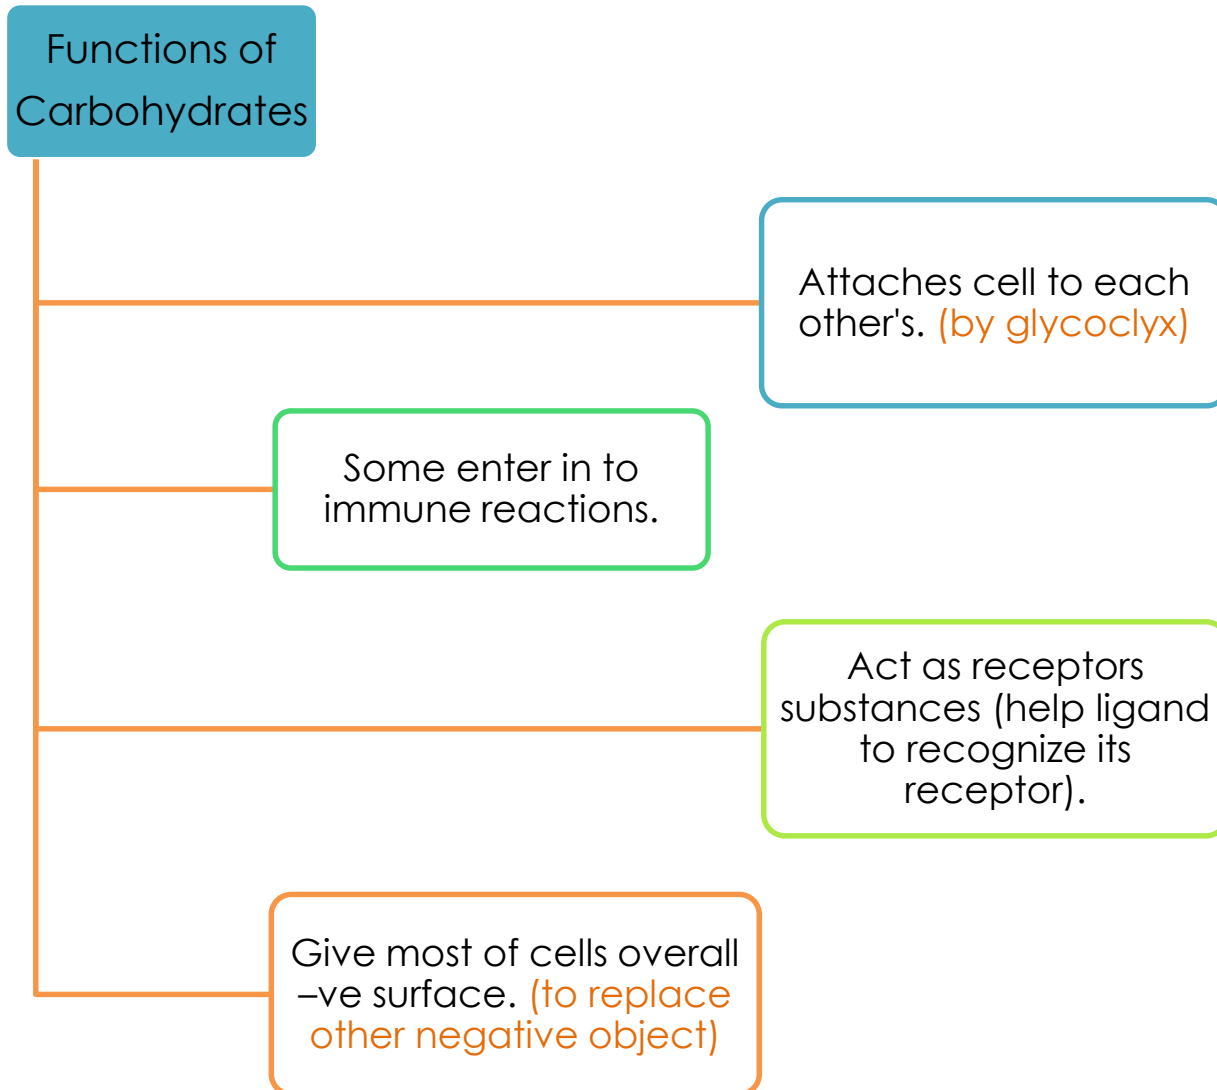 Functions of
Carbohydrates
Attaches cell to each
other's. (by glycoclyx)
Some enter in to
immune reactions.
Act as receptors
substances (help ligand
to recognize its
receptor).
Give most of cells overall
–ve surface. (to replace
other negative object)